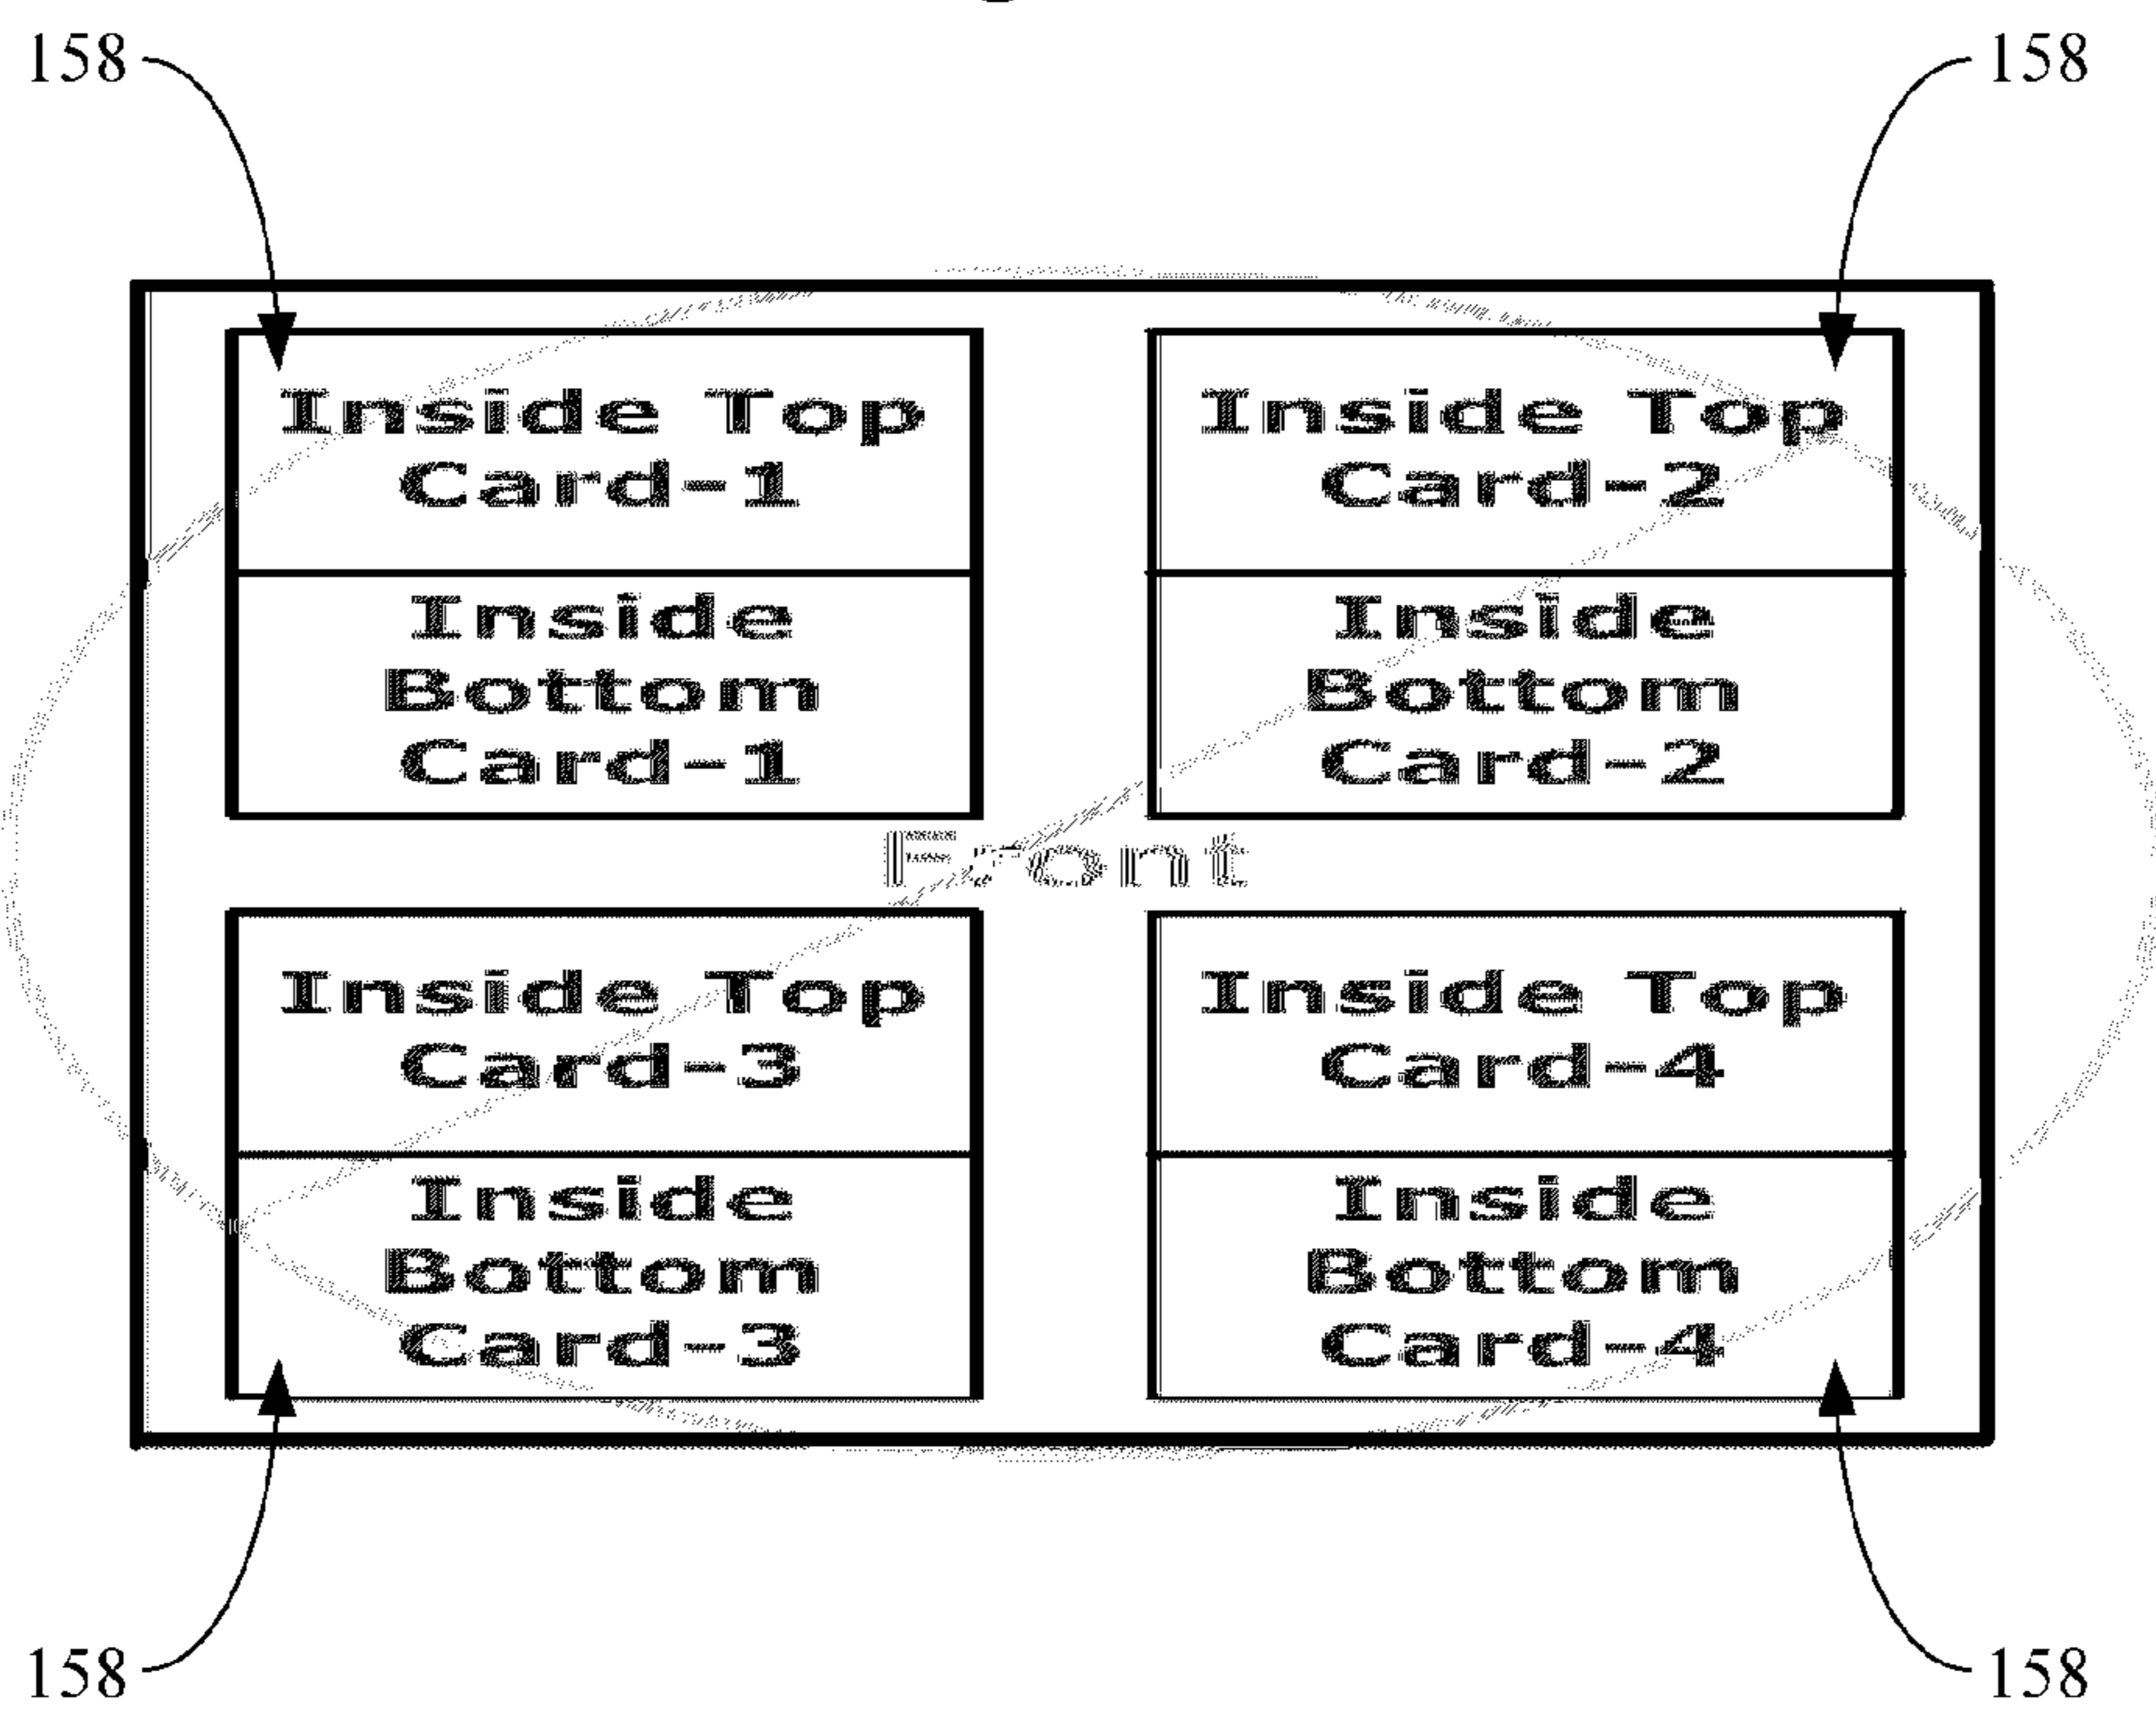 158
158
Inside Top
Card-1
Inside Top
Card-2
Inside
Bottom
Card-1
Inside
Bottom
Card-2
Front
Inside Top
Card-3
Inside Top
Card-4
Inside
Bottom
Card-3
Inside
Bottom
Card-4
158
158